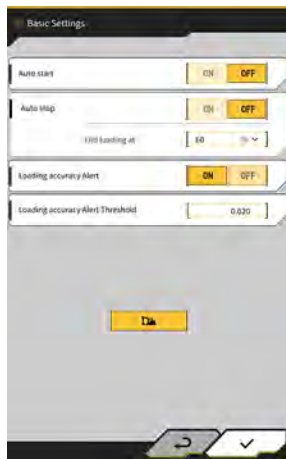 Basic Settings
Auto start ON OFF
Auto stop ON OFF
End loading at 60 % 
Loading accuracy Alert ON OFF
Loading accuracy Alert Threshold 0.020